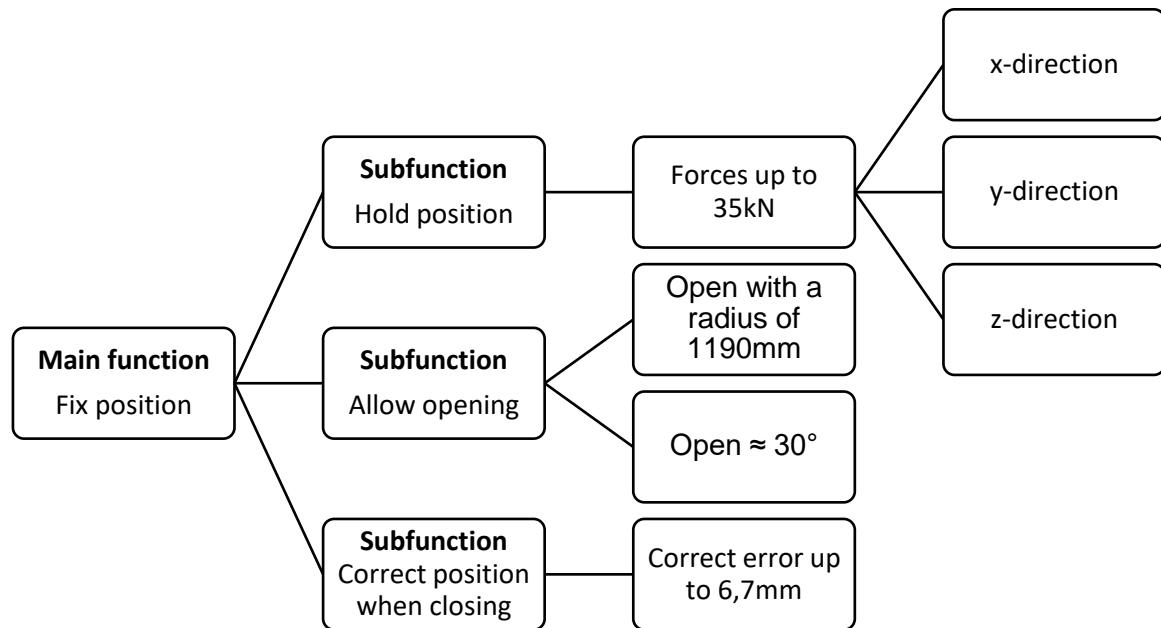 Main function
Fix position
Subfunction
Hold position
Forces up to
35kN
x-direction
y-direction
z-direction
Subfunction
Allow opening
Open with a
radius of
1190mm
Open ≈ 30°
Subfunction
Correct position
when closing
Correct error up
to 6,7mm